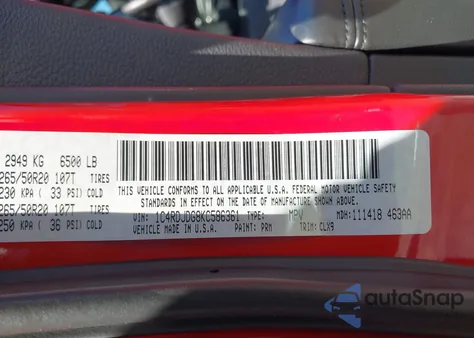 2949 KG 6500 LB
265/50R20 107T TIRES
230 KPA ( 33 PSI) COLD
265/50R20 107T TIRES
250 KPA ( 36 PSI) COLD
THIS VEHICLE CONFORMS TO ALL APPLICABLE U.S.A. FEDERAL MOTOR VEHICLE SAFETY
STANDARDS IN EFFECT ON THE DATE OF MANUFACTURE SHOWN ABOVE.
VIN: 1C4RDJDG8KC596361 TYPE: MPV MDH: 111418 463AA
VEHICLE MADE IN U.S.A. PAINT: PRM TRIM: CLX9
autoSnap